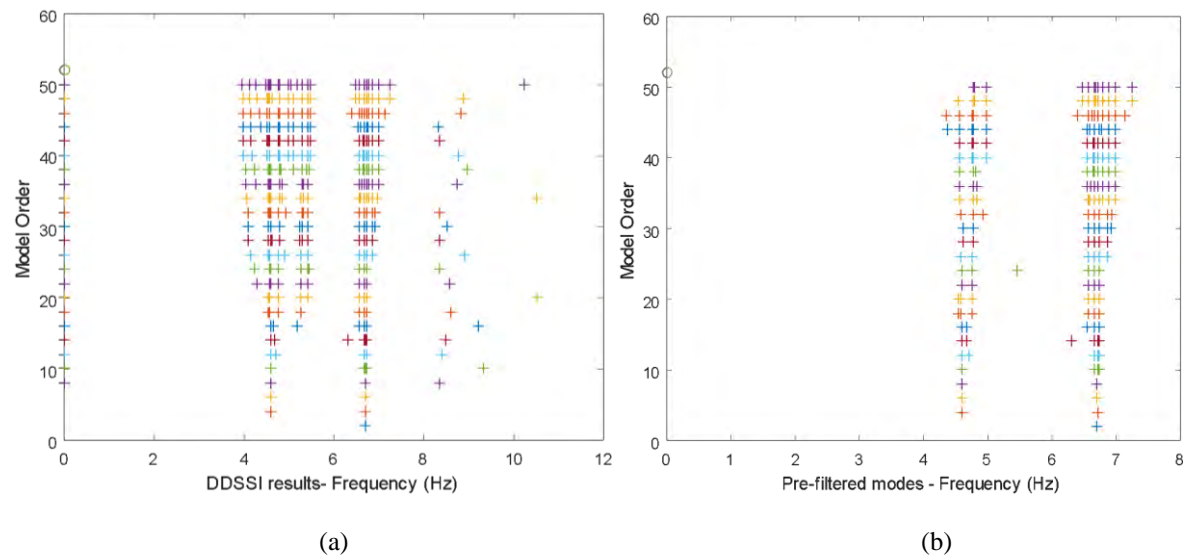 60
50
40
30
20
10
0
Model Order
0 2 4 6 8 10 12
DDSSI results- Frequency (Hz)
(a)
60
50
40
30
20
10
0
Model Order
0 1 2 3 4 5 6 7 8
Pre-filtered modes - Frequency (Hz)
(b)